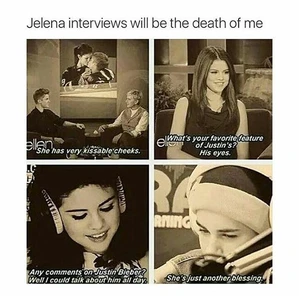 Jelena interviews will be the death of me
ellen
"She has very kissable cheeks.
"What's your favorite feature
of Justin's?
His eyes.
Any comments on Justin Bieber?
Well I could talk about him all day.
"She's just another blessing.